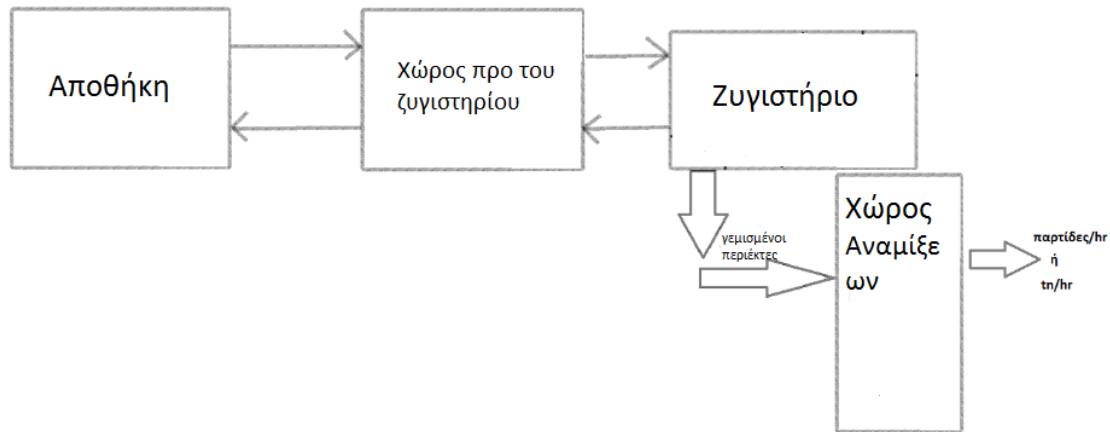 Αποθήκη
Χώρος προ του
ζυγιστηρίου
Ζυγιστήριο
γεμισμένοι
περιέκτες
Χώρος
Αναμίξε
ων
παρτίδες/hr
ή
tn/hr